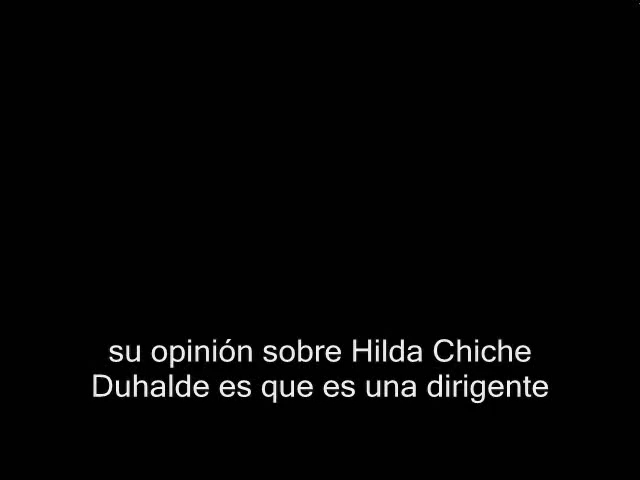 su opinión sobre Hilda Chiche
Duhalde es que es una dirigente